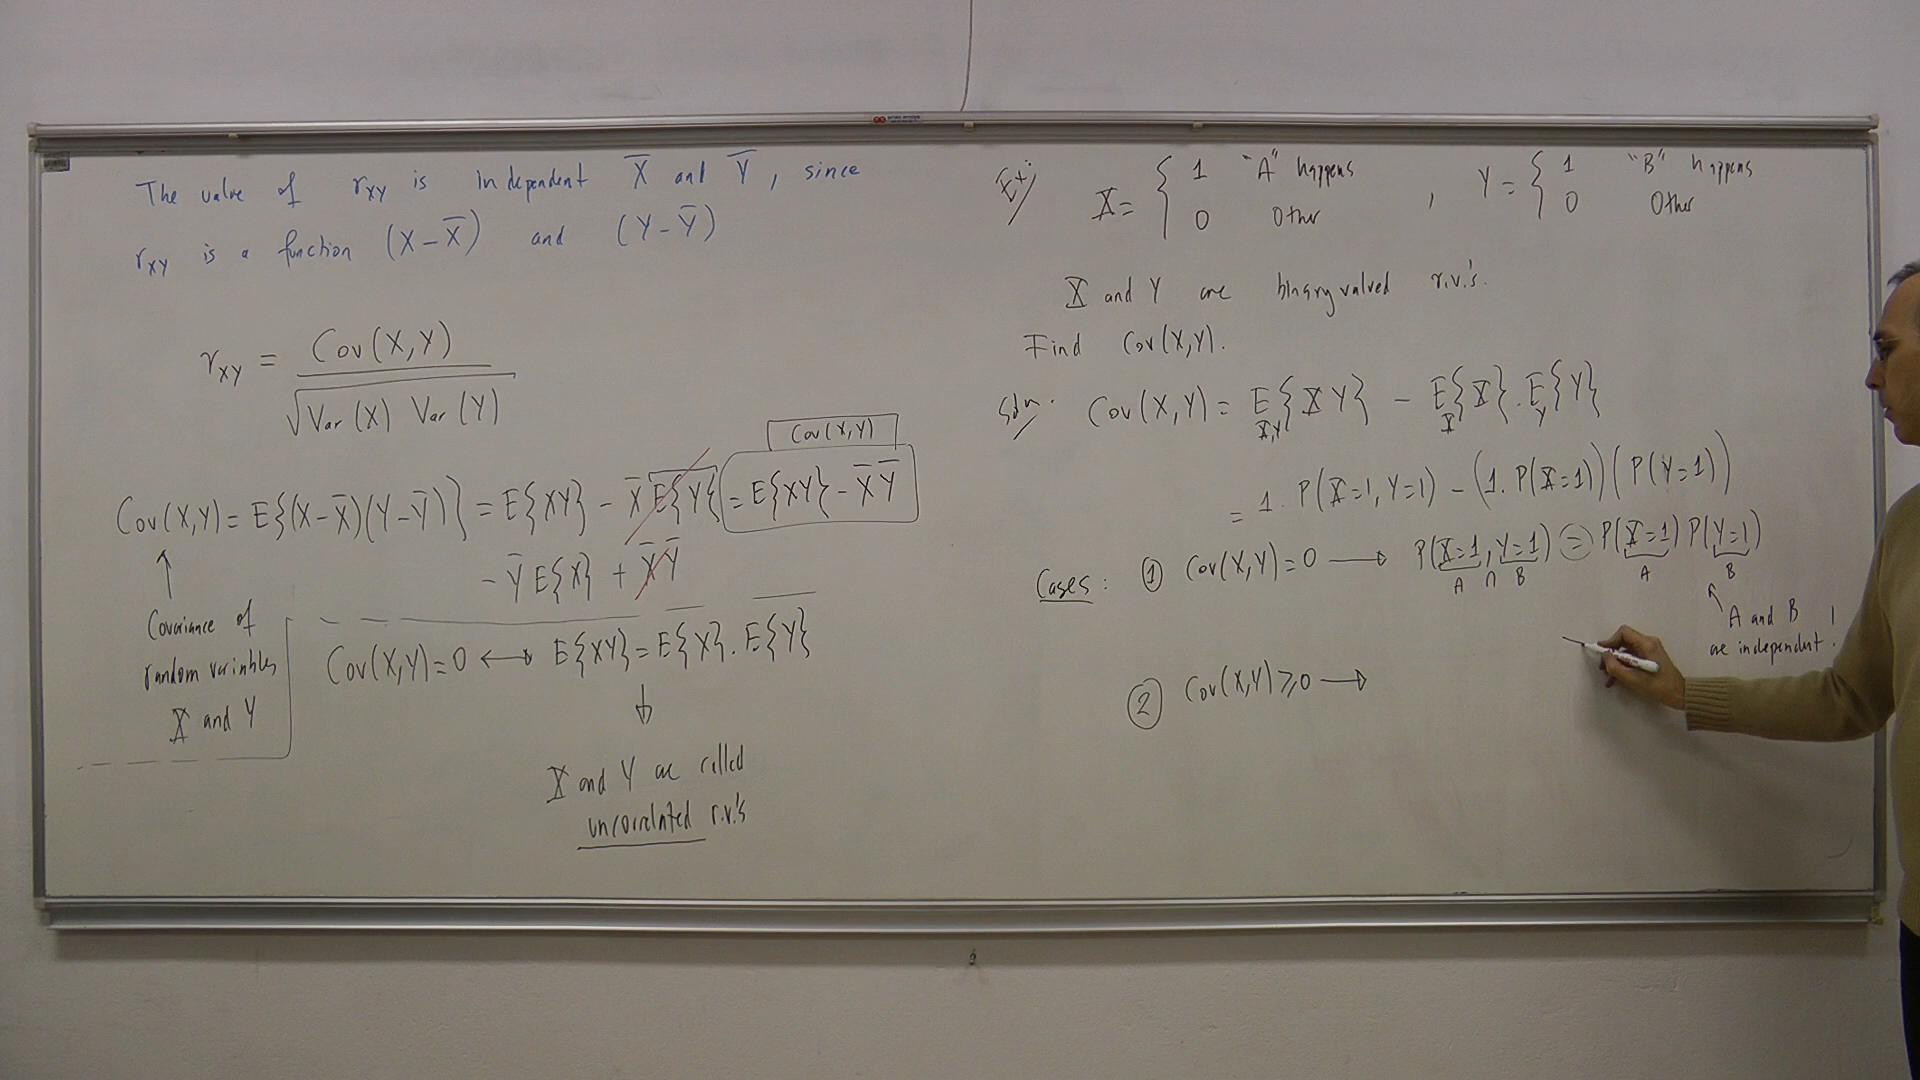 The value of r_XY is independent X̄ and Ȳ, since
r_XY is a function (X-X̄) and (Y-Ȳ)
r_XY = Cov(X,Y) / √(Var(X) Var(Y))
Cov(X,Y)
Cov(X,Y) = E{(X-X̄)(Y-Ȳ)} = E{XY} - X̄ E{Y} = E{XY} - X̄ Ȳ
- Ȳ E{X} + X̄ Ȳ
↑
Covariance of
random variables
X and Y
Cov(X,Y)=0 ↔ E{XY} = E{X}. E{Y}
↓
X and Y are called
uncorrelated r.v.'s
Ex:
X = { 1 "A" happens , Y = { 1 "B" happens
0 Other 0 Other
X and Y are binary valued r.v.'s.
Find Cov(X,Y).
Soln. Cov(X,Y) = E{XY} - E{X}. E{Y}
X,Y X Y
= 1. P(X=1, Y=1) - (1. P(X=1)) (P(Y=1))
Cases: ① Cov(X,Y)=0 → P(X=1, Y=1) = P(X=1) P(Y=1)
A ∩ B A B
A and B
are independent!
② Cov(X,Y) ≥ 0 →